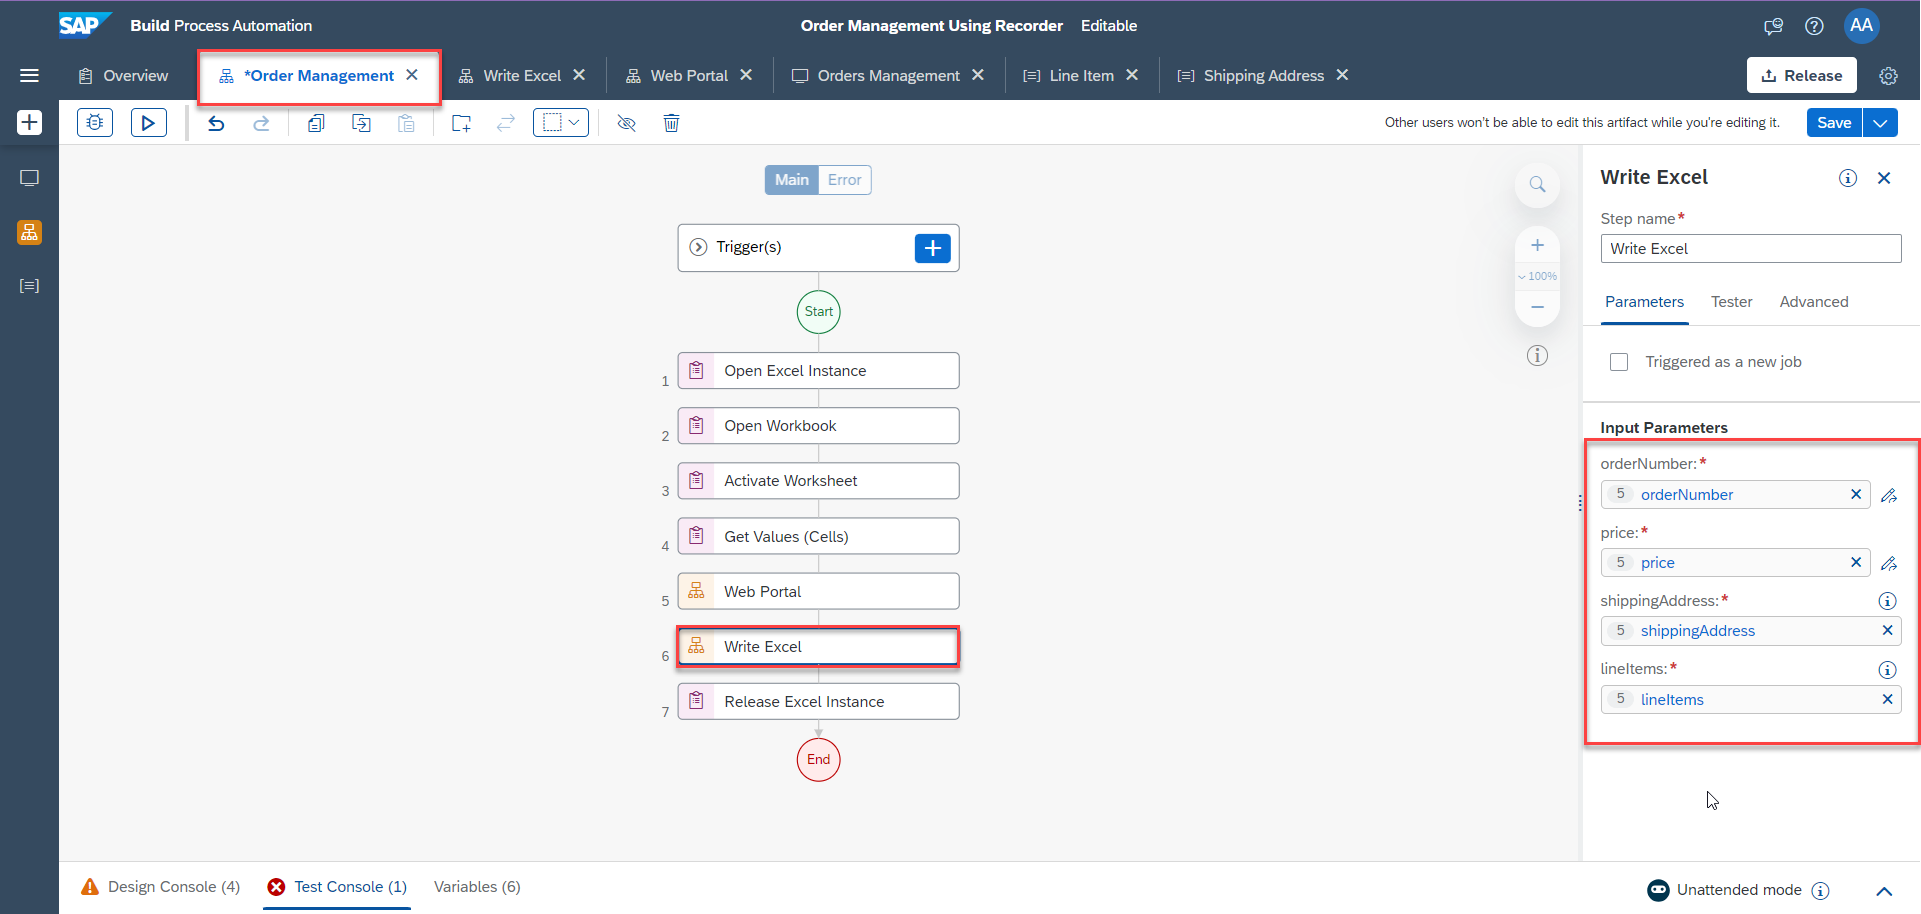 SAP Build Process Automation
Order Management Using Recorder Editable
AA
Overview
*Order Management
Write Excel
Web Portal
Orders Management
Line Item
Shipping Address
Release
Other users won't be able to edit this artifact while you're editing it.
Save
Main Error
Trigger(s)
Start
1 Open Excel Instance
2 Open Workbook
3 Activate Worksheet
4 Get Values (Cells)
5 Web Portal
6 Write Excel
7 Release Excel Instance
End
100%
Write Excel
Step name*
Write Excel
Parameters Tester Advanced
Triggered as a new job
Input Parameters
orderNumber:*
5 orderNumber
price:*
5 price
shippingAddress:*
5 shippingAddress
lineItems:*
5 lineItems
Design Console (4) Test Console (1) Variables (6)
Unattended mode